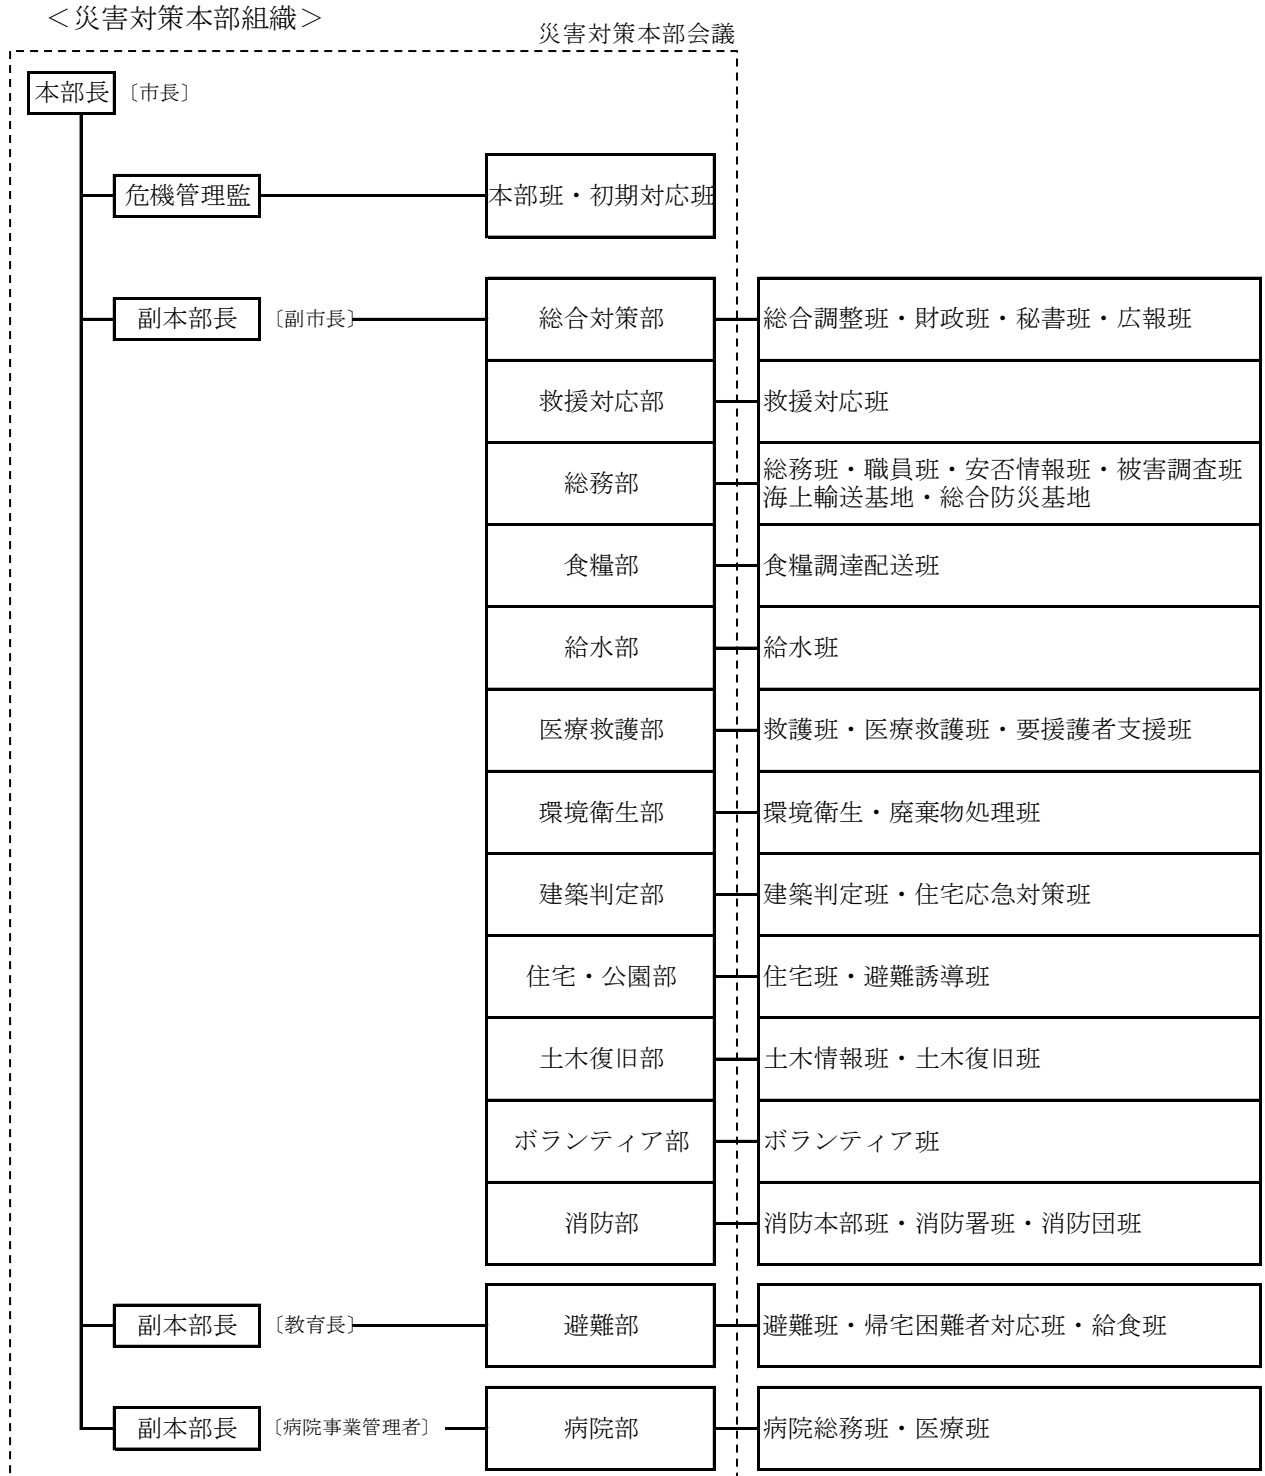 ＜災害対策本部組織＞
災害対策本部会議
本部長 〔市長〕
危機管理監 本部班・初期対応班
副本部長 〔副市長〕 総合対策部 総合調整班・財政班・秘書班・広報班
救援対応部 救援対応班
総務部 総務班・職員班・安否情報班・被害調査班
海上輸送基地・総合防災基地
食糧部 食糧調達配送班
給水部 給水班
医療救護部 救護班・医療救護班・要援護者支援班
環境衛生部 環境衛生・廃棄物処理班
建築判定部 建築判定班・住宅応急対策班
住宅・公園部 住宅班・避難誘導班
土木復旧部 土木情報班・土木復旧班
ボランティア部 ボランティア班
消防部 消防本部班・消防署班・消防団班
副本部長 〔教育長〕 避難部 避難班・帰宅困難者対応班・給食班
副本部長 〔病院事業管理者〕 病院部 病院総務班・医療班